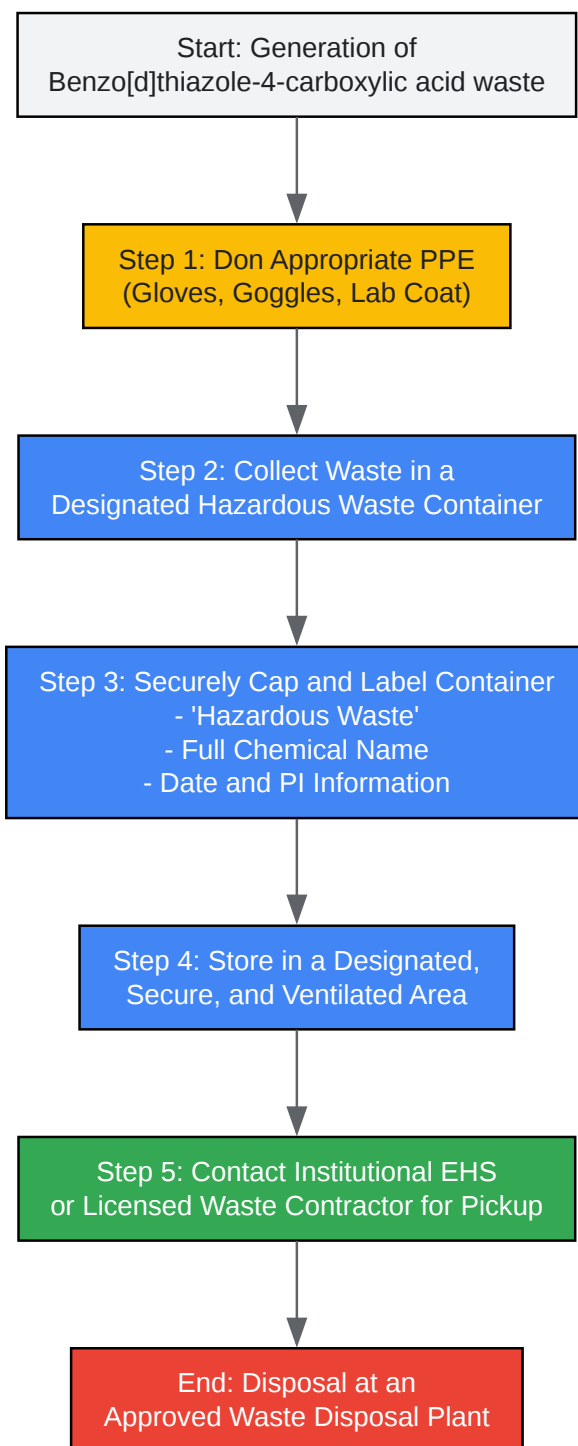 Start: Generation of
Benzo[d]thiazole-4-carboxylic acid waste
Step 1: Don Appropriate PPE
(Gloves, Goggles, Lab Coat)
Step 2: Collect Waste in a
Designated Hazardous Waste Container
Step 3: Securely Cap and Label Container
- 'Hazardous Waste'
- Full Chemical Name
- Date and PI Information
Step 4: Store in a Designated,
Secure, and Ventilated Area
Step 5: Contact Institutional EHS
or Licensed Waste Contractor for Pickup
End: Disposal at an
Approved Waste Disposal Plant